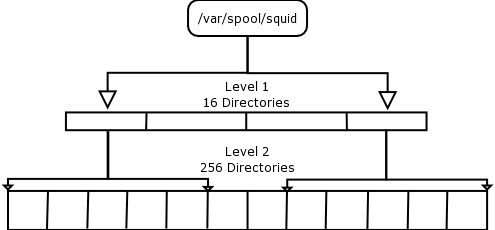 /var/spool/squid
Level 1
16 Directories
Level 2
256 Directories